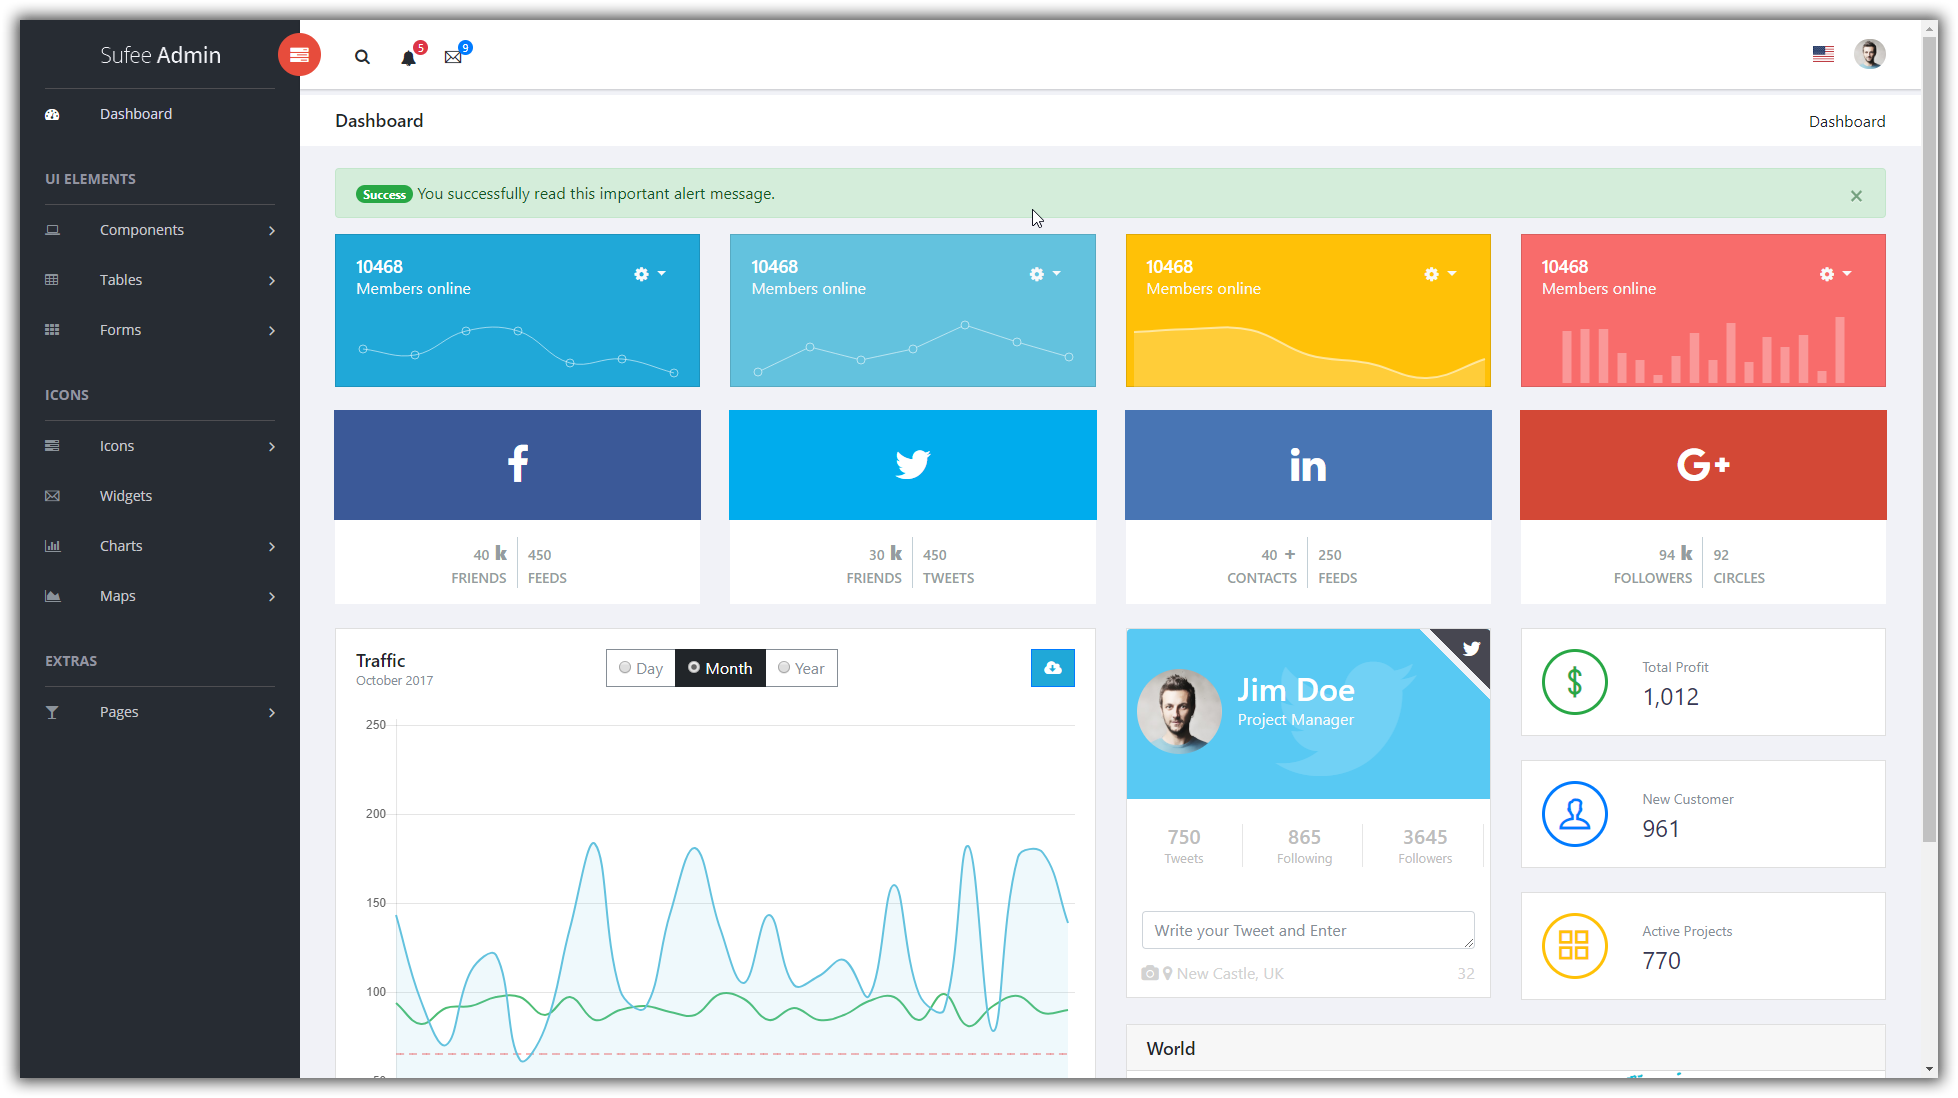 Sufee Admin
5
9
Dashboard
UI ELEMENTS
Components
Tables
Forms
ICONS
Icons
Widgets
Charts
Maps
EXTRAS
Pages
Dashboard
Dashboard
Success You successfully read this important alert message.
×
10468
Members online
10468
Members online
10468
Members online
10468
Members online
f
in
G+
40 k
FRIENDS
450
FEEDS
30 k
FRIENDS
450
TWEETS
40 +
CONTACTS
250
FEEDS
94 k
FOLLOWERS
92
CIRCLES
Traffic
October 2017
Day
Month
Year
250
200
150
100
Jim Doe
Project Manager
750
Tweets
865
Following
3645
Followers
Write your Tweet and Enter
New Castle, UK
32
$
Total Profit
1,012
New Customer
961
Active Projects
770
World